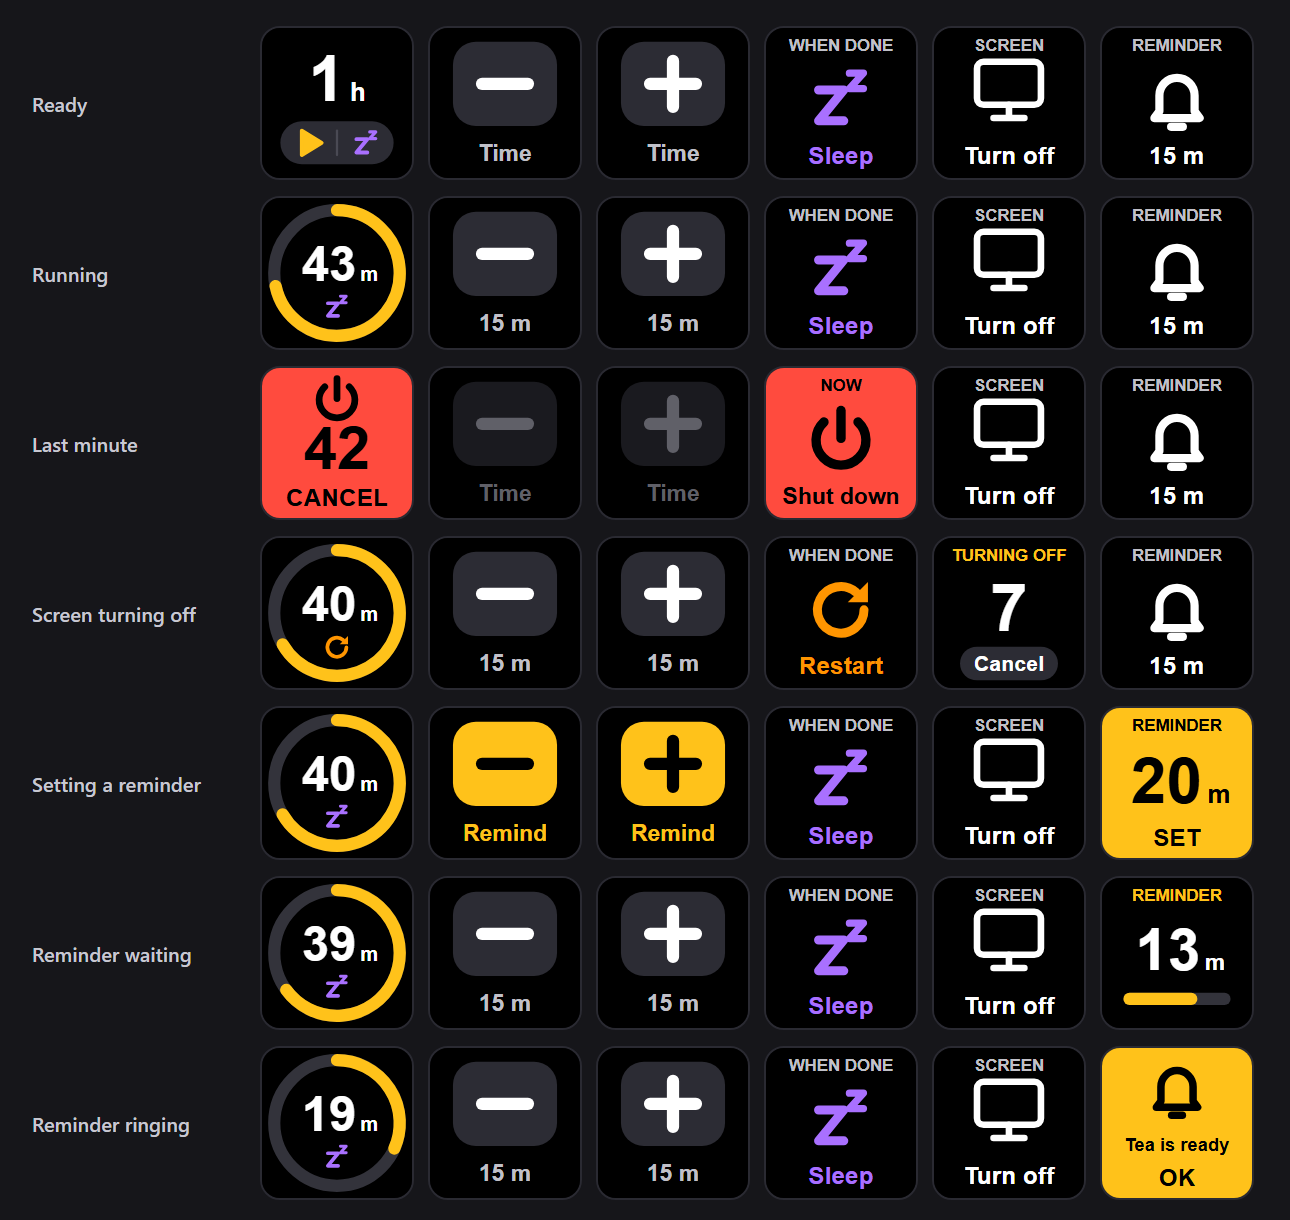 Ready
1 h
Time
Time
WHEN DONE
Sleep
SCREEN
Turn off
REMINDER
15 m
Running
43 m
15 m
15 m
WHEN DONE
Sleep
SCREEN
Turn off
REMINDER
15 m
Last minute
42
CANCEL
Time
Time
NOW
Shut down
SCREEN
Turn off
REMINDER
15 m
Screen turning off
40 m
15 m
15 m
WHEN DONE
Restart
TURNING OFF
7
Cancel
REMINDER
15 m
Setting a reminder
40 m
Remind
Remind
WHEN DONE
Sleep
SCREEN
Turn off
REMINDER
20 m
SET
Reminder waiting
39 m
15 m
15 m
WHEN DONE
Sleep
SCREEN
Turn off
REMINDER
13 m
Reminder ringing
19 m
15 m
15 m
WHEN DONE
Sleep
SCREEN
Turn off
Tea is ready
OK